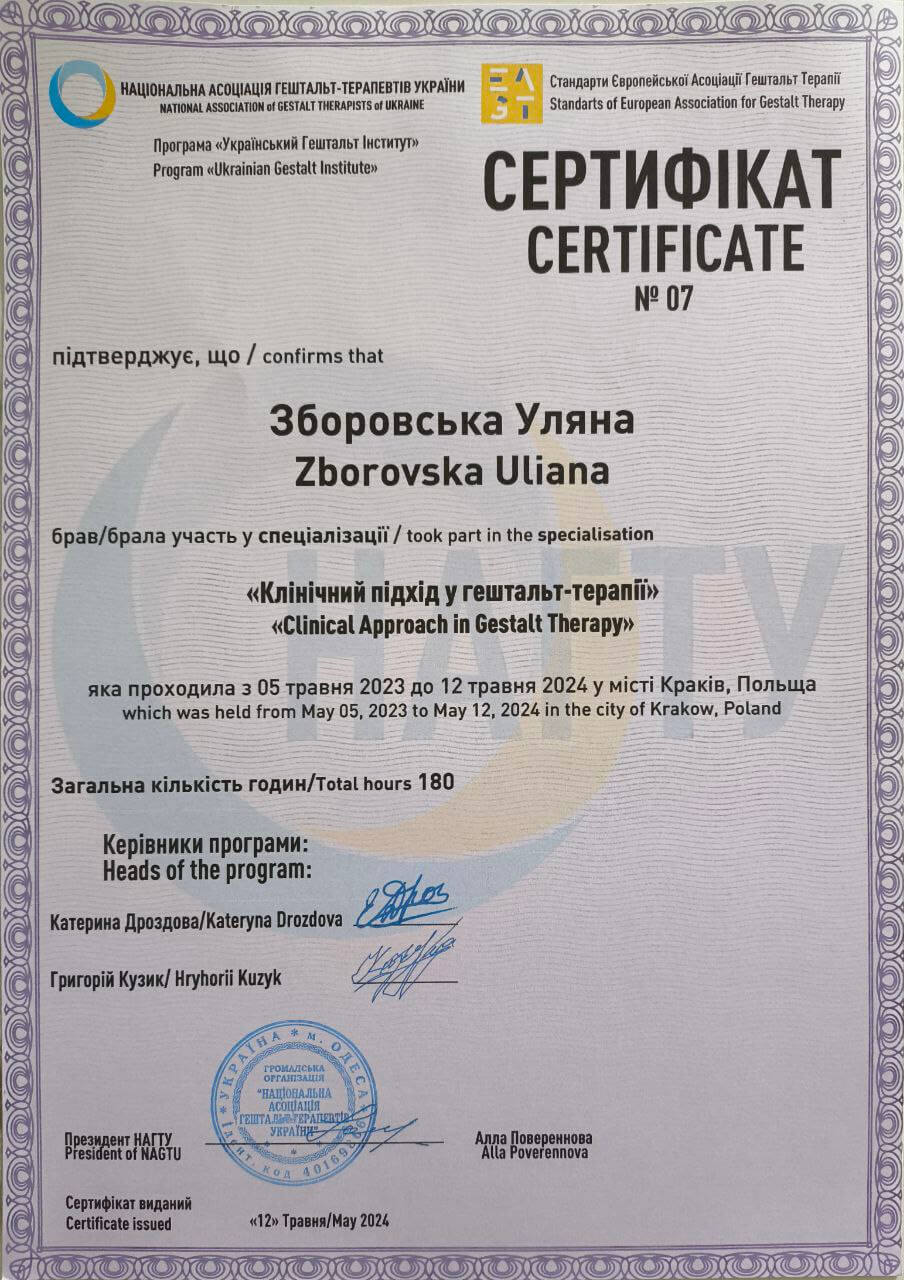 НАЦІОНАЛЬНА АСОЦІАЦІЯ ГЕШТАЛЬТ-ТЕРАПЕВТІВ УКРАЇНИ
NATIONAL ASSOCIATION of GESTALT THERAPISTS of UKRAINE
Програма «Український Гештальт Інститут»
Program «Ukrainian Gestalt Institute»
EA
ST
Стандарти Європейської Асоціації Гештальт Терапії
Standarts of European Association for Gestalt Therapy
СЕРТИФІКАТ
CERTIFICATE
№ 07
підтверджує, що / confirms that
Зборовська Уляна
Zborovska Uliana
брав/брала участь у спеціалізації / took part in the specialisation
«Клінічний підхід у гештальт-терапії»
«Clinical Approach in Gestalt Therapy»
НАГТУ
яка проходила з 05 травня 2023 до 12 травня 2024 у місті Краків, Польща
which was held from May 05, 2023 to May 12, 2024 in the city of Krakow, Poland
Загальна кількість годин/Total hours 180
Керівники програми:
Heads of the program:
Катерина Дроздова/Kateryna Drozdova
Григорій Кузик/ Hryhorii Kuzyk
УКРАЇНА * м. ОДЕСА *
ГРОМАДСЬКА
ОРГАНІЗАЦІЯ
"НАЦІОНАЛЬНА
АСОЦІАЦІЯ
ГЕШТАЛЬТ-ТЕРАПЕВТІВ
УКРАЇНИ"
Ідент. код
Президент НАГТУ
President of NAGTU
Алла Повереннова
Alla Poverennova
Сертифікат виданий
Certificate issued
«12» Травня/May 2024